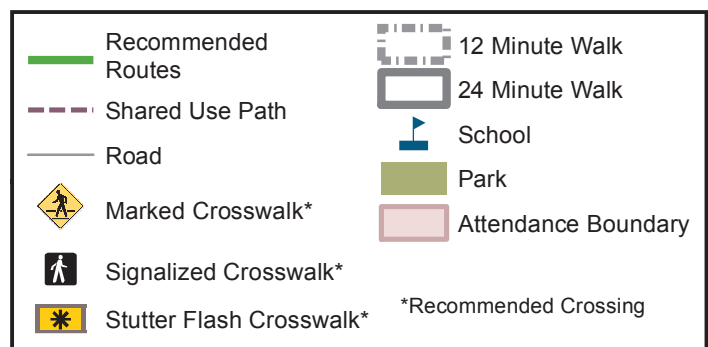 Recommended
Routes
Shared Use Path
Road
Marked Crosswalk*
Signalized Crosswalk*
Stutter Flash Crosswalk*
12 Minute Walk
24 Minute Walk
School
Park
Attendance Boundary
*Recommended Crossing